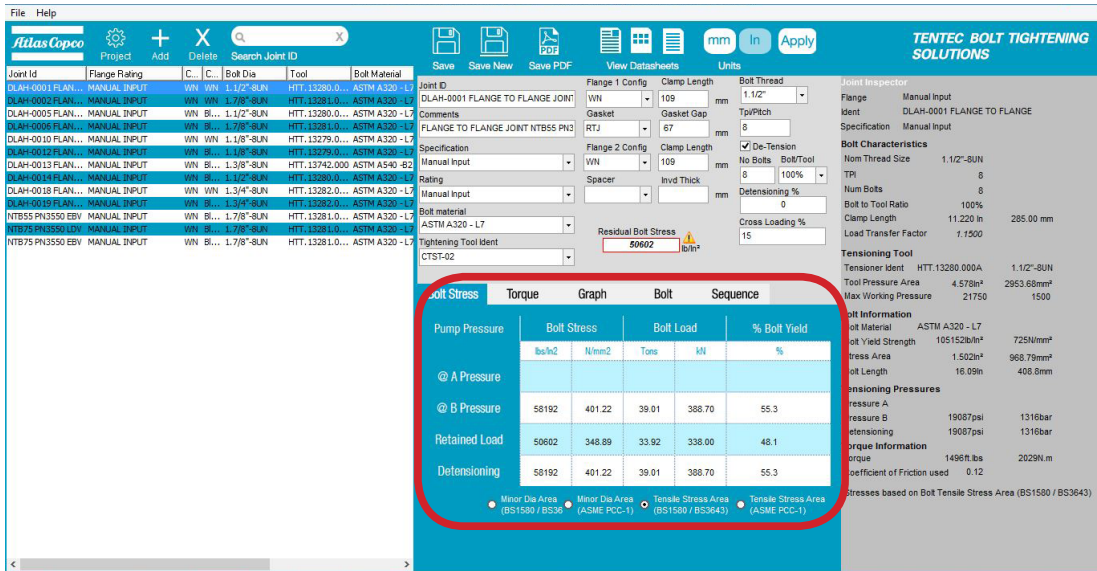 File Help
Atlas Copco
Project Add Delete Search Joint ID
X
Save Save New Save PDF View Datasheets Units
PDF
mm In Apply
TENTEC BOLT TIGHTENING
SOLUTIONS
Joint Id Flange Rating C... C... Bolt Dia Tool Bolt Material
DLAH-0001 FLAN... MANUAL INPUT WN WN 1.1/2"-8UN HTT.13280.0... ASTM A320 - L7
DLAH-0002 FLAN... MANUAL INPUT WN WN 1.7/8"-8UN HTT.13281.0... ASTM A320 - L7
DLAH-0005 FLAN... MANUAL INPUT WN Bl... 1.1/2"-8UN HTT.13280.0... ASTM A320 - L7
DLAH-0006 FLAN... MANUAL INPUT WN Bl... 1.7/8"-8UN HTT.13281.0... ASTM A320 - L7
DLAH-0010 FLAN... MANUAL INPUT WN WN 1.1/8"-8UN HTT.13279.0... ASTM A320 - L7
DLAH-0012 FLAN... MANUAL INPUT WN Bl... 1.1/8"-8UN HTT.13279.0... ASTM A320 - L7
DLAH-0013 FLAN... MANUAL INPUT WN Bl... 1.3/8"-8UN HTT.13742.000 ASTM A540 -B2
DLAH-0014 FLAN... MANUAL INPUT WN Bl... 1.1/2"-8UN HTT.13280.0... ASTM A320 - L7
DLAH-0018 FLAN... MANUAL INPUT WN WN 1.3/4"-8UN HTT.13282.0... ASTM A320 - L7
DLAH-0019 FLAN... MANUAL INPUT WN Bl... 1.3/4"-8UN HTT.13282.0... ASTM A320 - L7
NTB55 PN3550 EBV MANUAL INPUT WN Bl... 1.7/8"-8UN HTT.13281.0... ASTM A320 - L7
NTB75 PN3550 LDV MANUAL INPUT WN Bl... 1.7/8"-8UN HTT.13281.0... ASTM A320 - L7
NTB75 PN3550 EBV MANUAL INPUT WN Bl... 1.7/8"-8UN HTT.13281.0... ASTM A320 - L7
Joint ID
DLAH-0001 FLANGE TO FLANGE JOINT
Comments
FLANGE TO FLANGE JOINT NTB55 PN3
Specification
Manual Input
Rating
Manual Input
Bolt material
ASTM A320 - L7
Tightening Tool Ident
CTST-02
Flange 1 Config Clamp Length
WN 109 mm
Gasket Gasket Gap
RTJ 67 mm
Flange 2 Config Clamp Length
WN 109 mm
Spacer Invd Thick
mm
Residual Bolt Stress
50602 lb/In²
Bolt Thread
1.1/2"
Tpi/Pitch
8
De-Tension
No Bolts Bolt/Tool
8 100%
Detensioning %
0
Cross Loading %
15
Bolt Stress Torque Graph Bolt Sequence
Pump Pressure Bolt Stress Bolt Load % Bolt Yield
lbs/In2 N/mm2 Tons kN %
@ A Pressure
@ B Pressure 58192 401.22 39.01 388.70 55.3
Retained Load 50602 348.89 33.92 338.00 48.1
Detensioning 58192 401.22 39.01 388.70 55.3
Minor Dia Area
(BS1580 / BS36
Minor Dia Area
(ASME PCC-1)
Tensile Stress Area
(BS1580 / BS3643)
Tensile Stress Area
(ASME PCC-1)
Joint Inspector
Flange Manual Input
Ident DLAH-0001 FLANGE TO FLANGE
Specification Manual Input
Bolt Characteristics
Nom Thread Size 1.1/2"-8UN
TPI 8
Num Bolts 8
Bolt to Tool Ratio 100%
Clamp Length 11.220 In 285.00 mm
Load Transfer Factor 1.1500
Tensioning Tool
Tensioner Ident HTT.13280.000A 1.1/2"-8UN
Tool Pressure Area 4.578In² 2953.68mm²
Max Working Pressure 21750 1500
olt Information
olt Material ASTM A320 - L7
olt Yield Strength 105152lb/In² 725N/mm²
tress Area 1.502In² 968.79mm²
olt Length 16.09In 408.8mm
ensioning Pressures
ressure A
ressure B 19087psi 1316bar
etensioning 19087psi 1316bar
orque Information
orque 1496ft.lbs 2029N.m
oefficient of Friction used 0.12
Stresses based on Bolt Tensile Stress Area (BS1580 / BS3643)